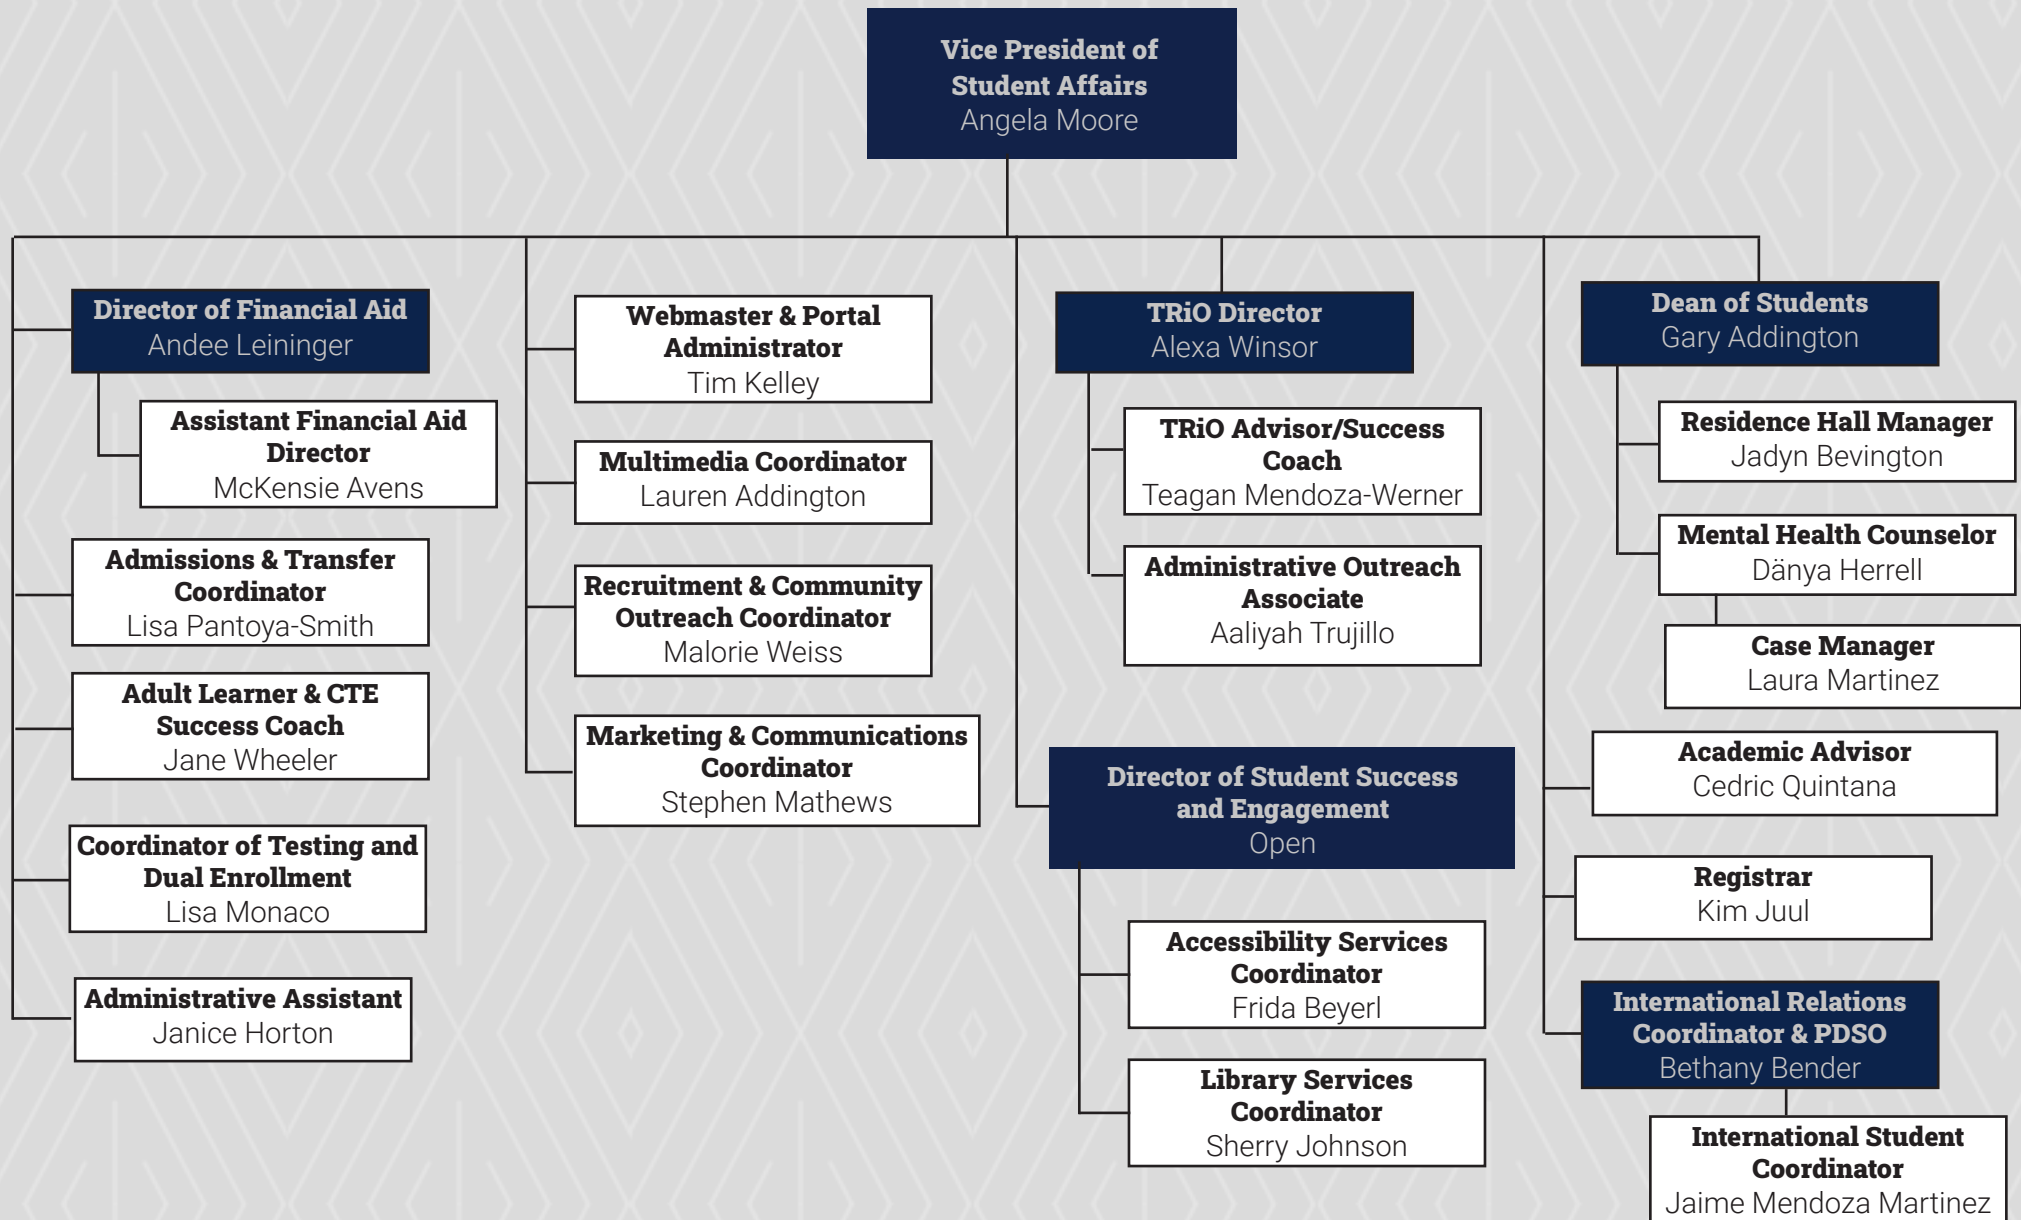 Vice President of
Student Affairs
Angela Moore
Director of Financial Aid
Andee Leininger
Assistant Financial Aid
Director
McKensie Avens
Admissions & Transfer
Coordinator
Lisa Pantoya-Smith
Adult Learner & CTE
Success Coach
Jane Wheeler
Coordinator of Testing and
Dual Enrollment
Lisa Monaco
Administrative Assistant
Janice Horton
Webmaster & Portal
Administrator
Tim Kelley
Multimedia Coordinator
Lauren Addington
Recruitment & Community
Outreach Coordinator
Malorie Weiss
Marketing & Communications
Coordinator
Stephen Mathews
TRiO Director
Alexa Winsor
TRiO Advisor/Success
Coach
Teagan Mendoza-Werner
Administrative Outreach
Associate
Aaliyah Trujillo
Director of Student Success
and Engagement
Open
Accessibility Services
Coordinator
Frida Beyerl
Library Services
Coordinator
Sherry Johnson
Dean of Students
Gary Addington
Residence Hall Manager
Jadyn Bevington
Mental Health Counselor
Dänya Herrell
Case Manager
Laura Martinez
Academic Advisor
Cedric Quintana
Registrar
Kim Juul
International Relations
Coordinator & PDSO
Bethany Bender
International Student
Coordinator
Jaime Mendoza Martinez